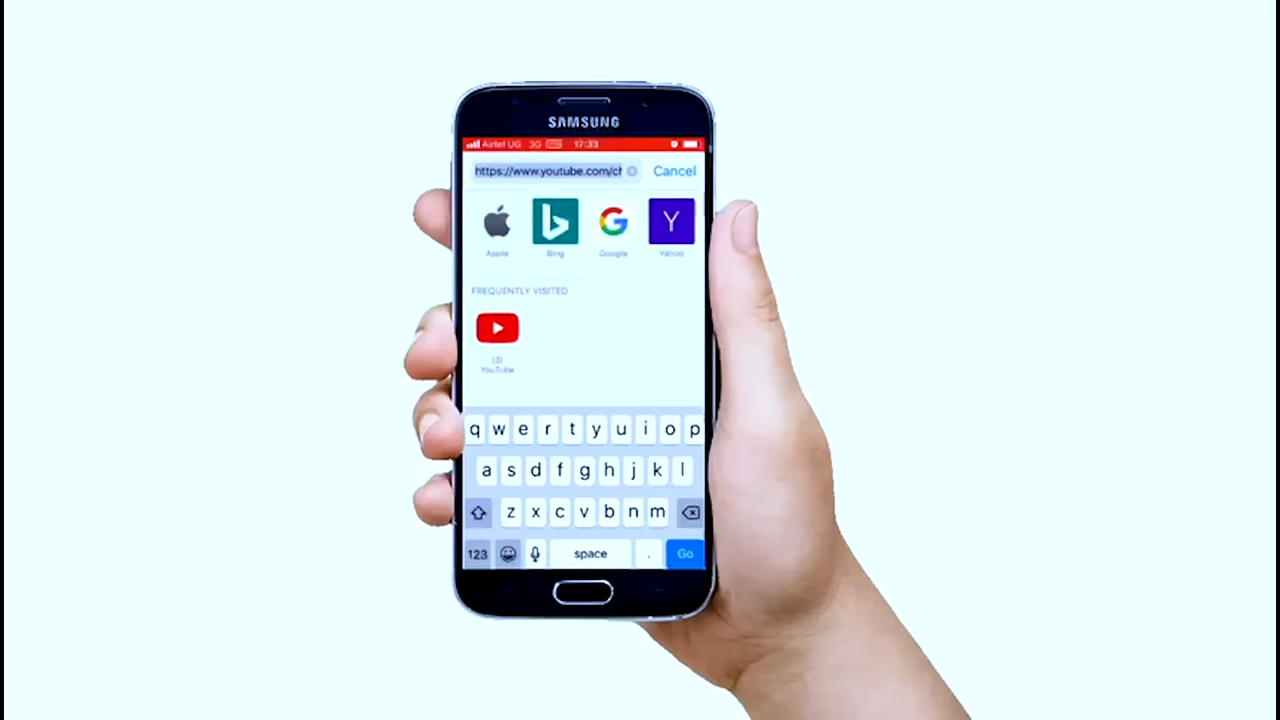 SAMSUNG
Airtel UG 3G 17:33
https://www.youtube.com/ch Cancel
Apple Bing Google Yahoo
FREQUENTLY VISITED
(3)
YouTube
q w e r t y u i o p
a s d f g h j k l
z x c v b n m
123 space . Go